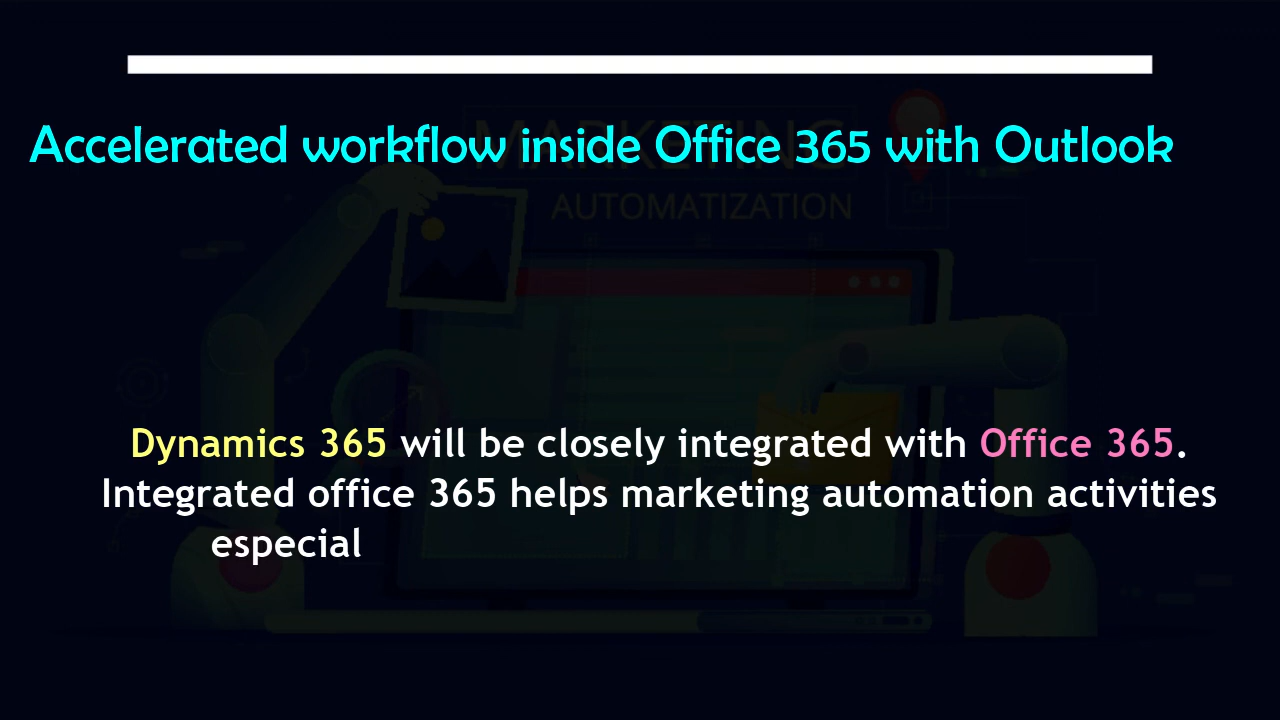 Accelerated workflow inside Office 365 with Outlook
MARKETING
AUTOMATIZATION
Dynamics 365 will be closely integrated with Office 365.
Integrated office 365 helps marketing automation activities
especial